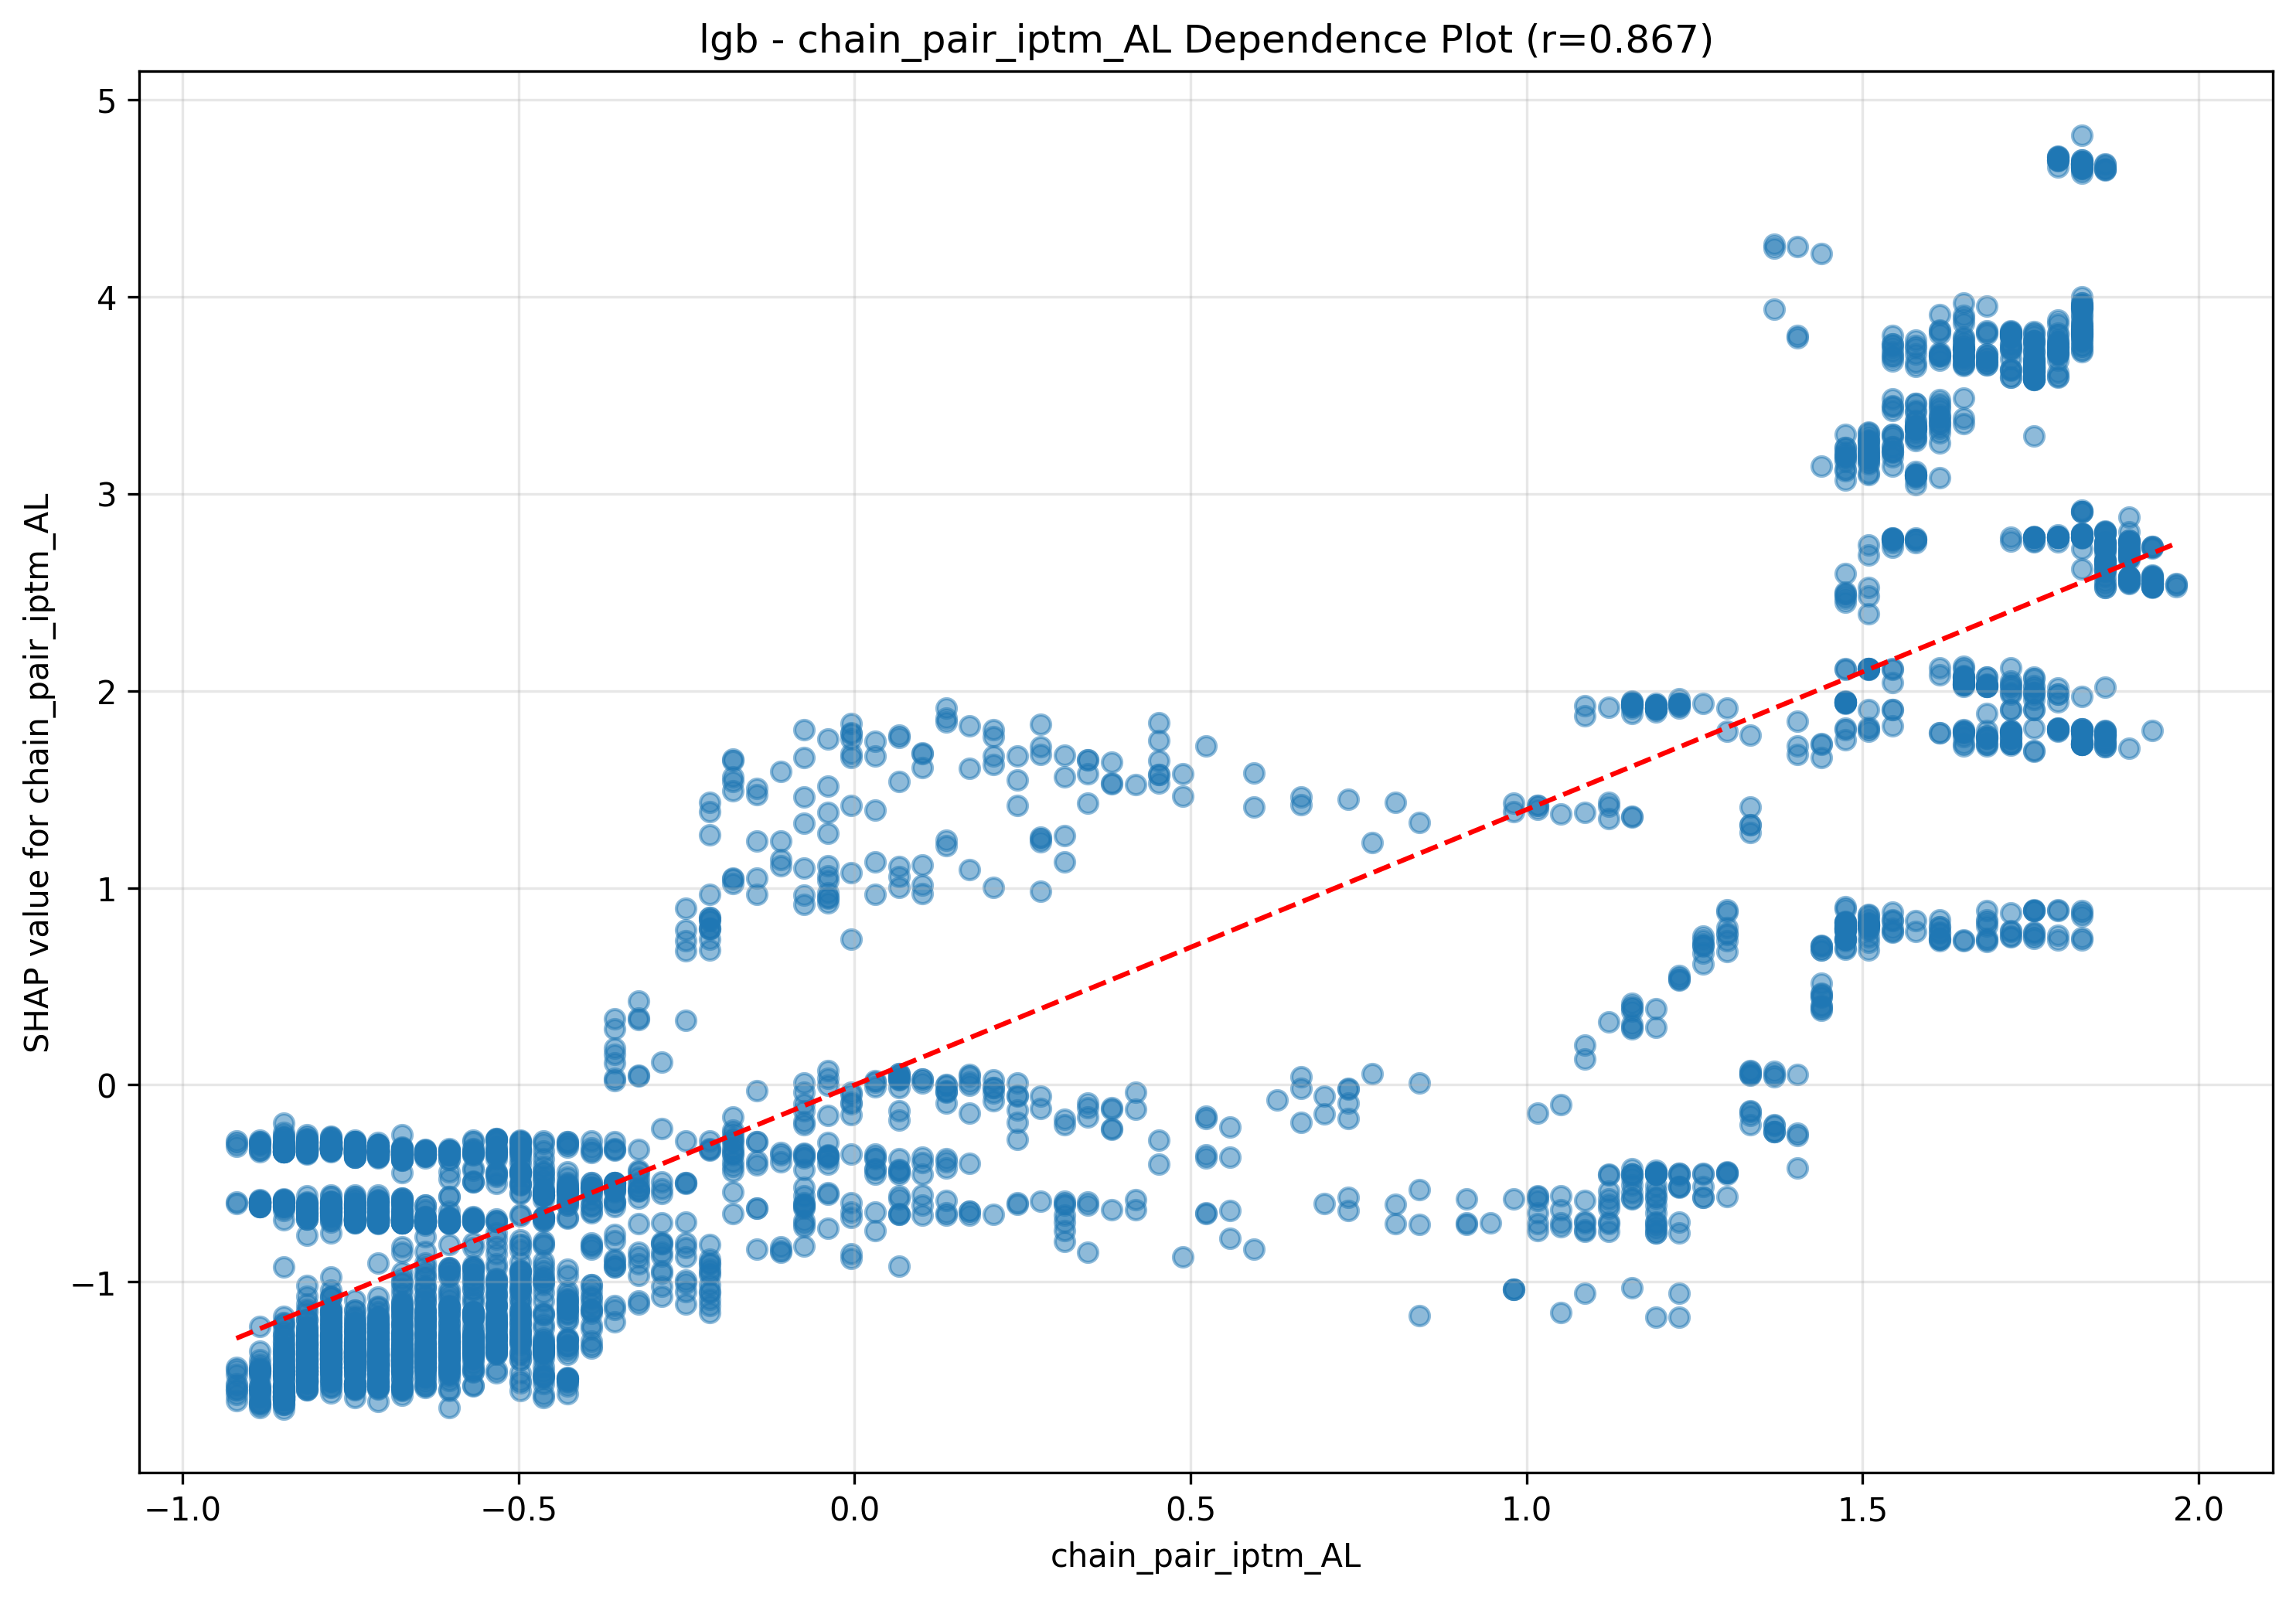 lgb - chain_pair_iptm_AL Dependence Plot (r=0.867)
SHAP value for chain_pair_iptm_AL
5
4
3
2
1
0
−1
−1.0 −0.5 0.0 0.5 1.0 1.5 2.0
chain_pair_iptm_AL